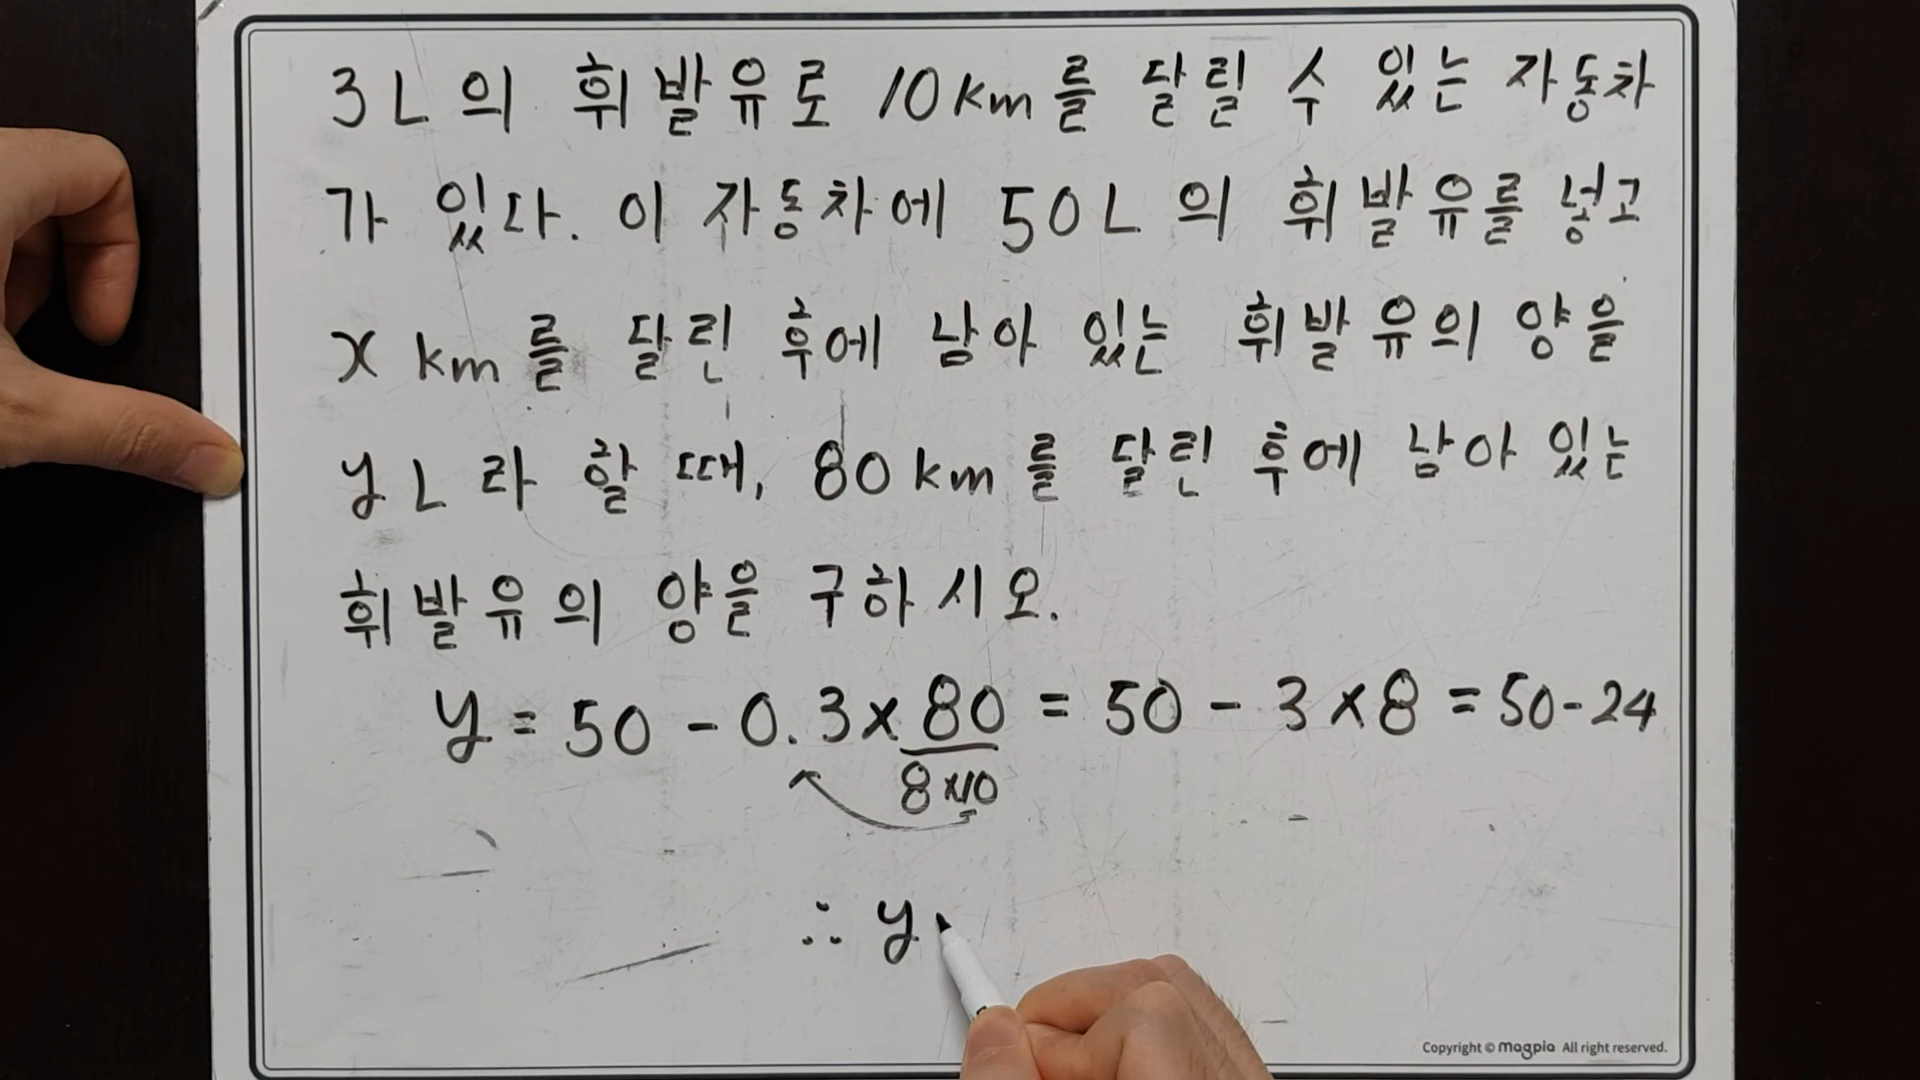 3L의 휘발유로 10km를 달릴 수 있는 자동차
가 있다. 이 자동차에 50L의 휘발유를 넣고
x km를 달린 후에 남아 있는 휘발유의 양을
y L라 할 때, 80km를 달린 후에 남아 있는
휘발유의 양을 구하시오.
y = 50 - 0.3 × 80 = 50 - 3 × 8 = 50 - 24
8×10
∴ y
Copyright © magpia All right reserved.